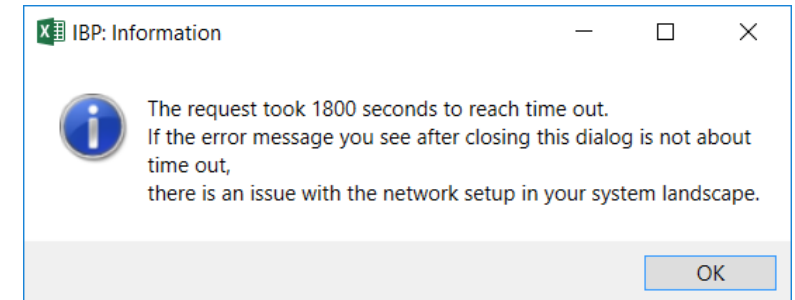 IBP: Information
The request took 1800 seconds to reach time out.
If the error message you see after closing this dialog is not about
time out,
there is an issue with the network setup in your system landscape.
OK